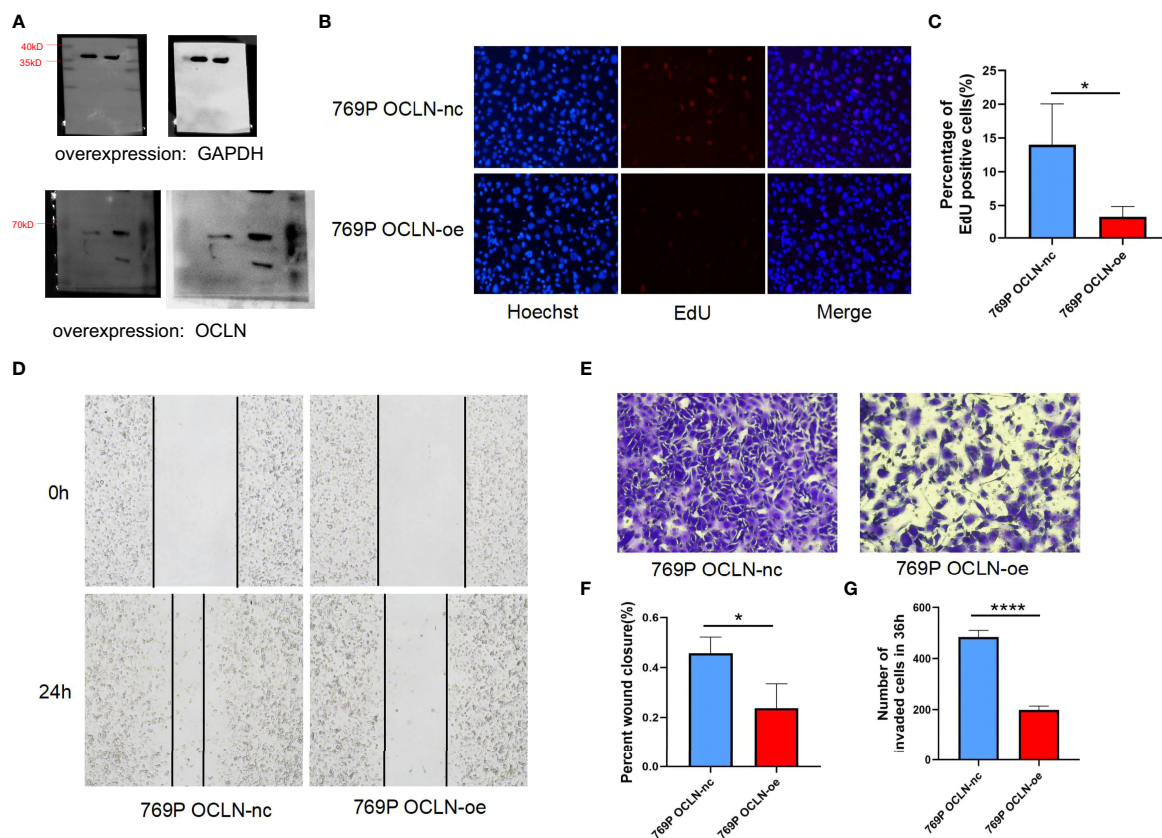 A
40kD
35kD
overexpression: GAPDH
70kD
overexpression: OCLN
B
769P OCLN-nc
769P OCLN-oe
Hoechst
EdU
Merge
C
Percentage of
EdU positive cells(%)
25
20
15
10
5
0
*
769P OCLN-nc
769P OCLN-oe
D
0h
24h
769P OCLN-nc
769P OCLN-oe
E
769P OCLN-nc
769P OCLN-oe
F
Percent wound closure(%)
0.6
0.4
0.2
0.0
*
769P OCLN-nc
769P OCLN-oe
G
Number of
invaded cells in 36h
600
400
200
0
****
769P OCLN-nc
769P OCLN-oe